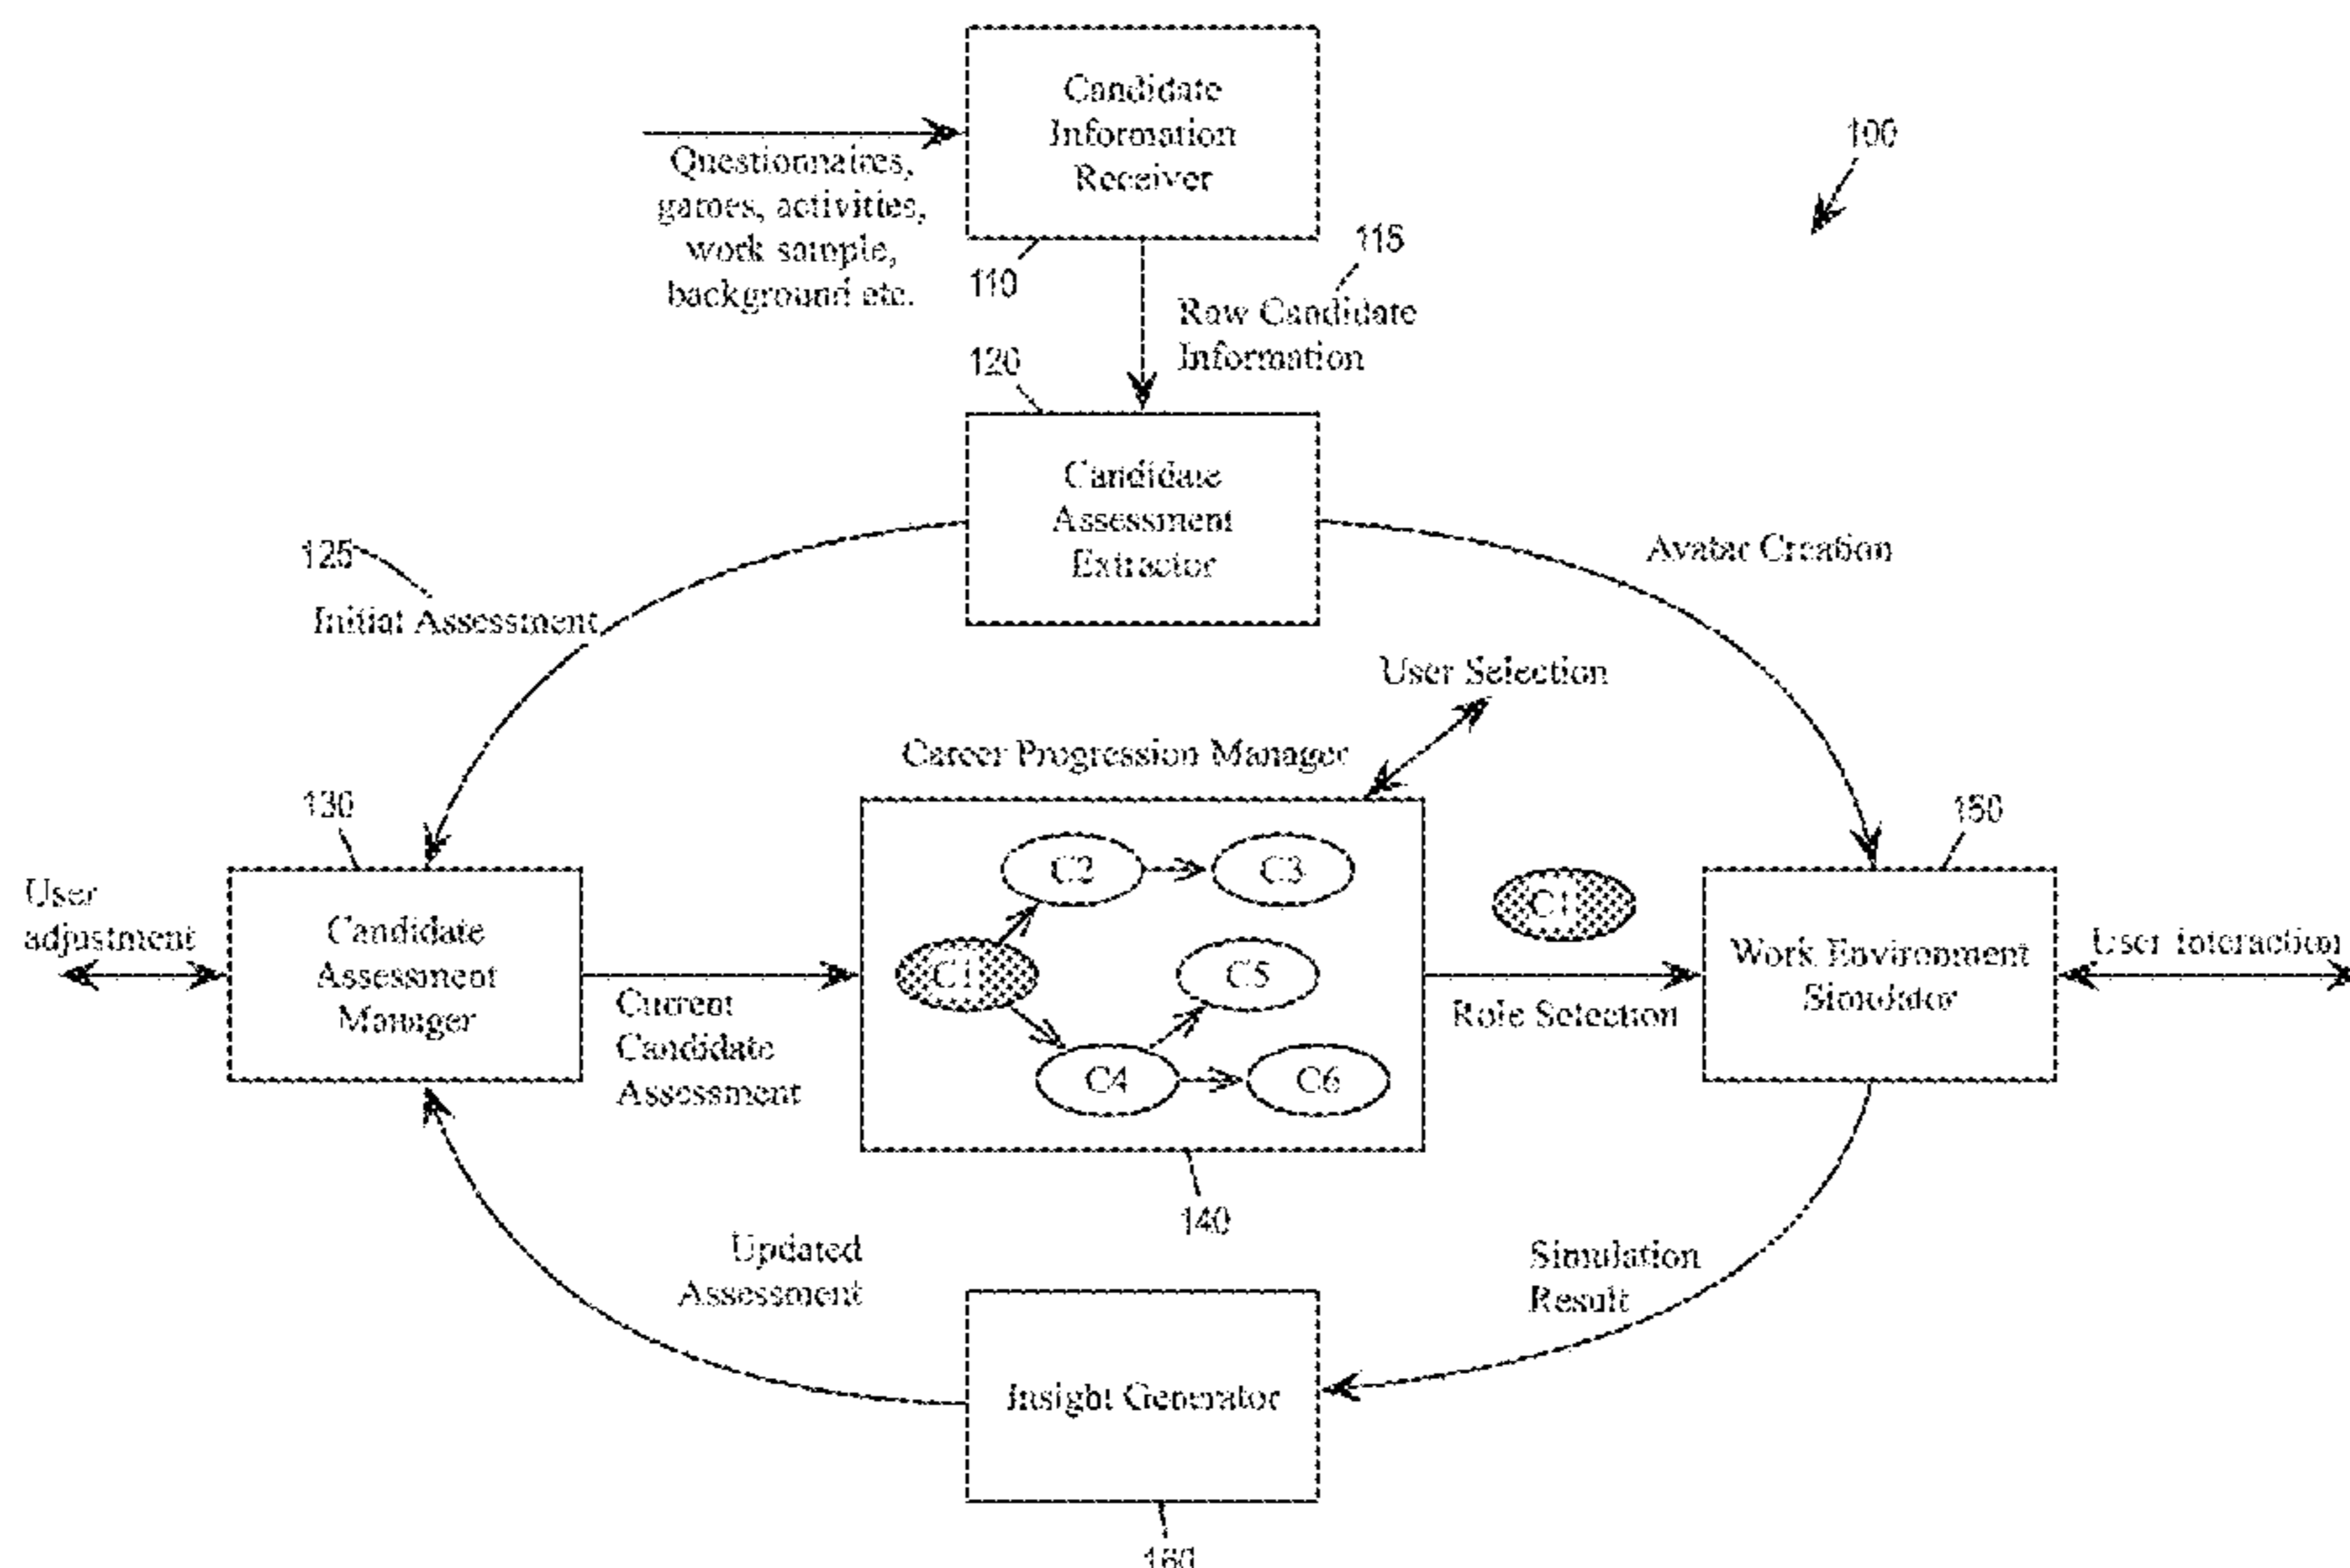 Candidate
Information
Receiver
100
Questionnaires,
games, activities,
work sample,
background etc.
110
115
Raw Candidate
Information
120
Candidate
Assessment
Extractor
125
Initial Assessment
Avatar Creation
User Selection
Career Progression Manager
130
150
User
adjustment
Candidate
Assessment
Manager
Current
Candidate
Assessment
C2
C3
C1
C5
C4
C6
C1
Role Selection
Work Environment
Simulator
User Interaction
140
Updated
Assessment
Simulation
Result
Insight Generator
160